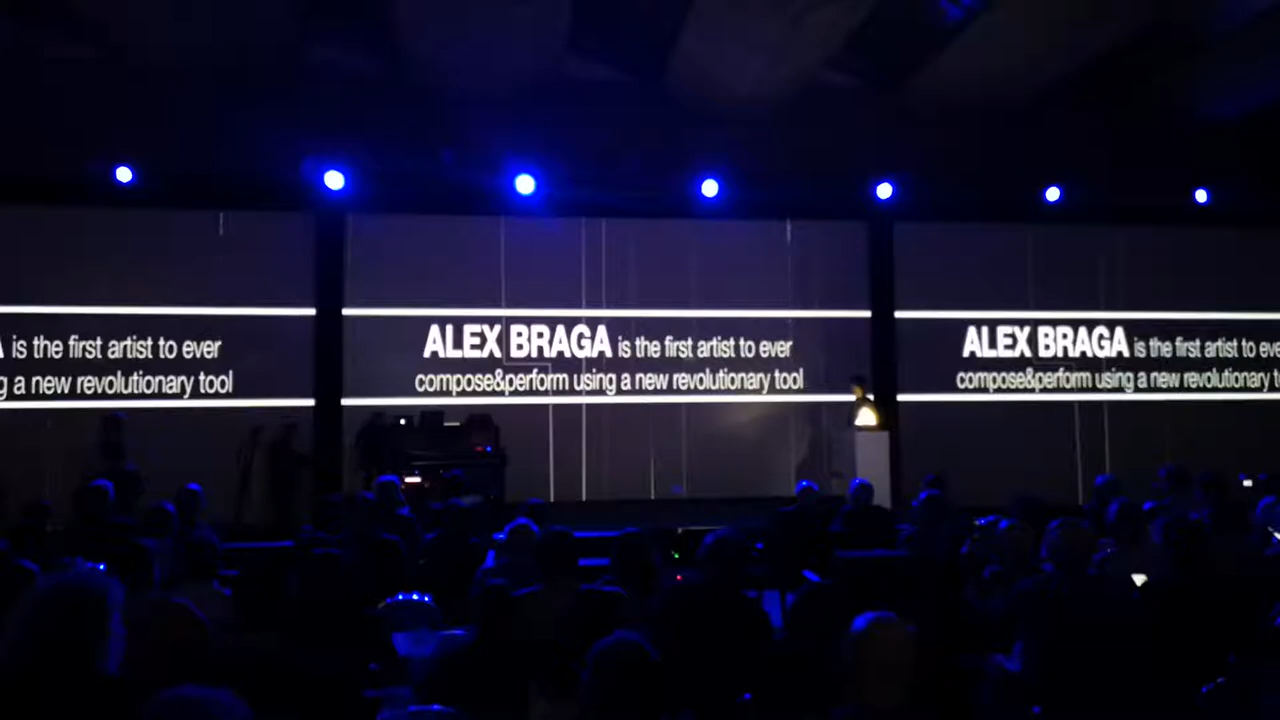 A is the first artist to ever
g a new revolutionary tool
ALEX BRAGA is the first artist to ever
compose&perform using a new revolutionary tool
ALEX BRAGA is the first artist to eve
compose&perform using a new revolutionary t